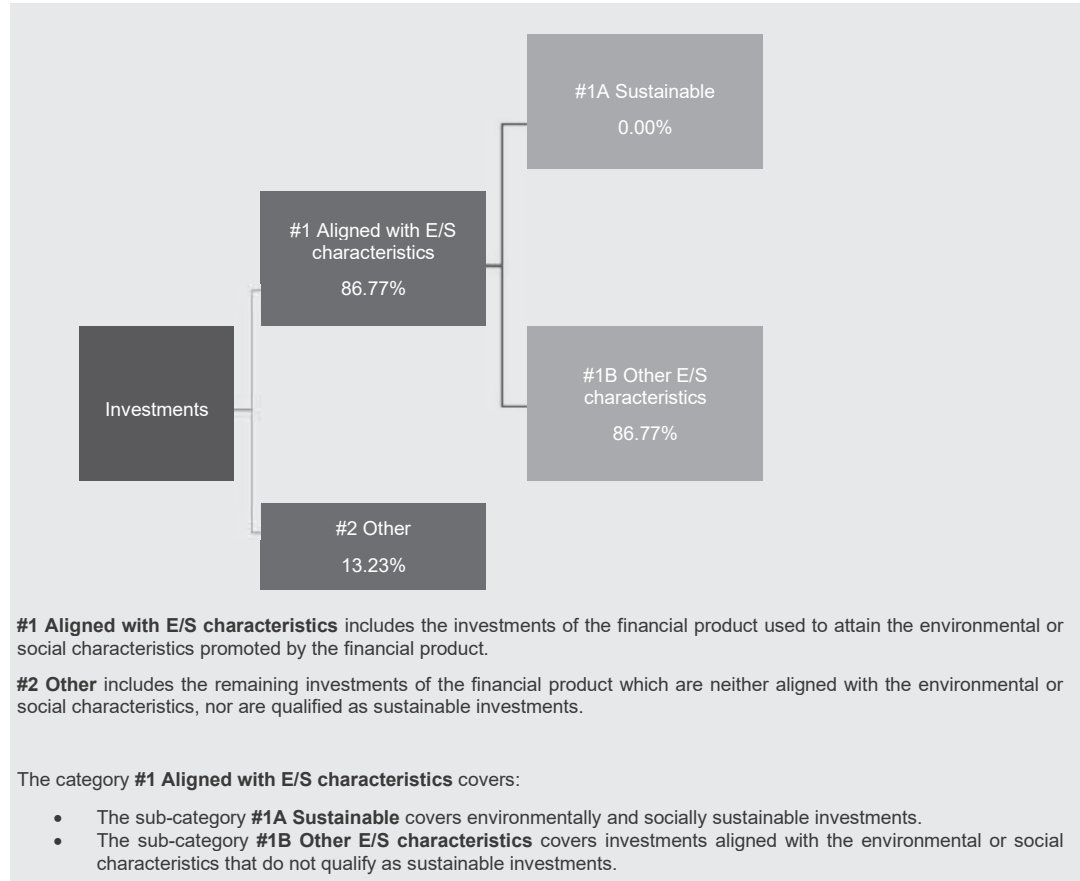 #1A Sustainable
0.00%
#1 Aligned with E/S
characteristics
86.77%
Investments
#1B Other E/S
characteristics
86.77%
#2 Other
13.23%
#1 Aligned with E/S characteristics includes the investments of the financial product used to attain the environmental or
social characteristics promoted by the financial product.
#2 Other includes the remaining investments of the financial product which are neither aligned with the environmental or
social characteristics, nor are qualified as sustainable investments.
The category #1 Aligned with E/S characteristics covers:
• The sub-category #1A Sustainable covers environmentally and socially sustainable investments.
• The sub-category #1B Other E/S characteristics covers investments aligned with the environmental or social
characteristics that do not qualify as sustainable investments.